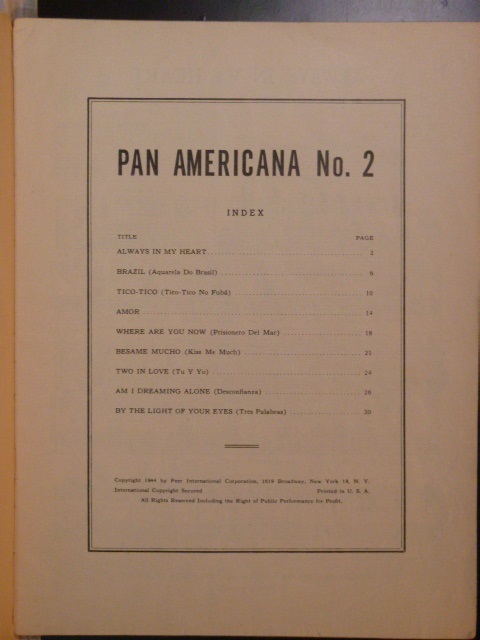 PAN AMERICANA No. 2
INDEX
TITLE PAGE
ALWAYS IN MY HEART 2
BRAZIL (Aquarela Do Brasil) 6
TICO-TICO (Tico-Tico No Fubá) 10
AMOR 14
WHERE ARE YOU NOW (Prisionero Del Mar) 18
BESAME MUCHO (Kiss Me Much) 21
TWO IN LOVE (Tu Y Yo) 24
AM I DREAMING ALONE (Desconfianza) 26
BY THE LIGHT OF YOUR EYES (Tres Palabras)
Copyright 1944 by Peer International Corporation, 1619 Broadway, New York 19, N. Y.
International Copyright Secured Printed in U. S. A.
All Rights Reserved Including the Right of Public Performance for Profit.